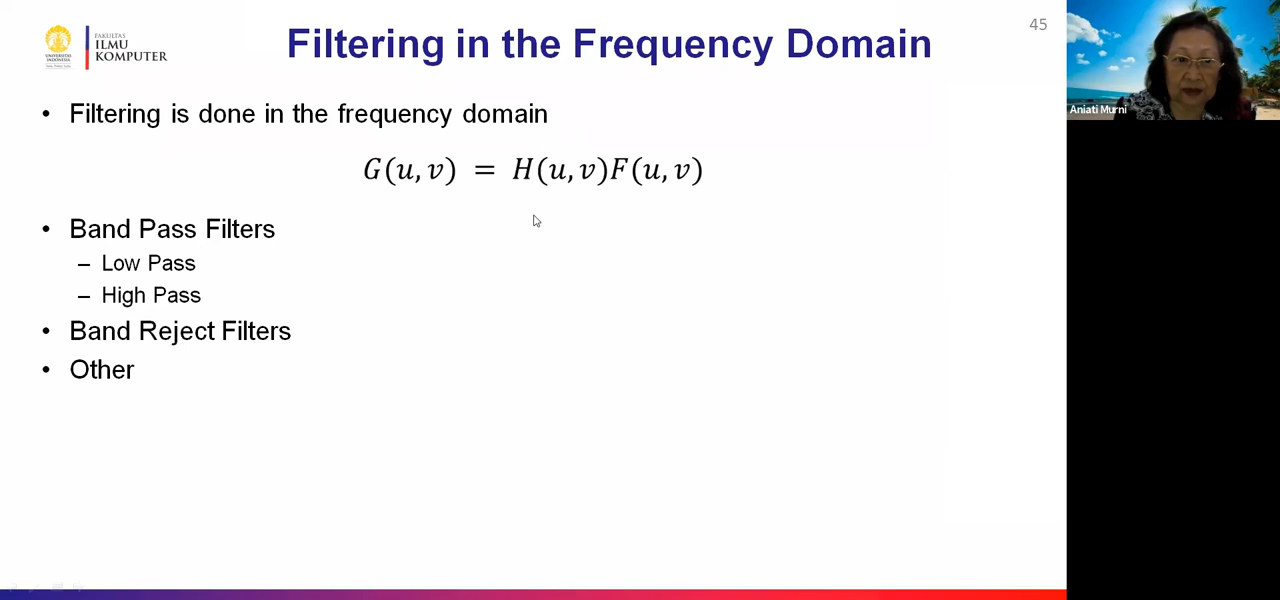 FAKULTAS
ILMU
KOMPUTER
UNIVERSITAS
INDONESIA
Filtering in the Frequency Domain
45
Aniati Murni
• Filtering is done in the frequency domain
G(u, v) = H(u, v)F(u, v)
• Band Pass Filters
– Low Pass
– High Pass
• Band Reject Filters
• Other